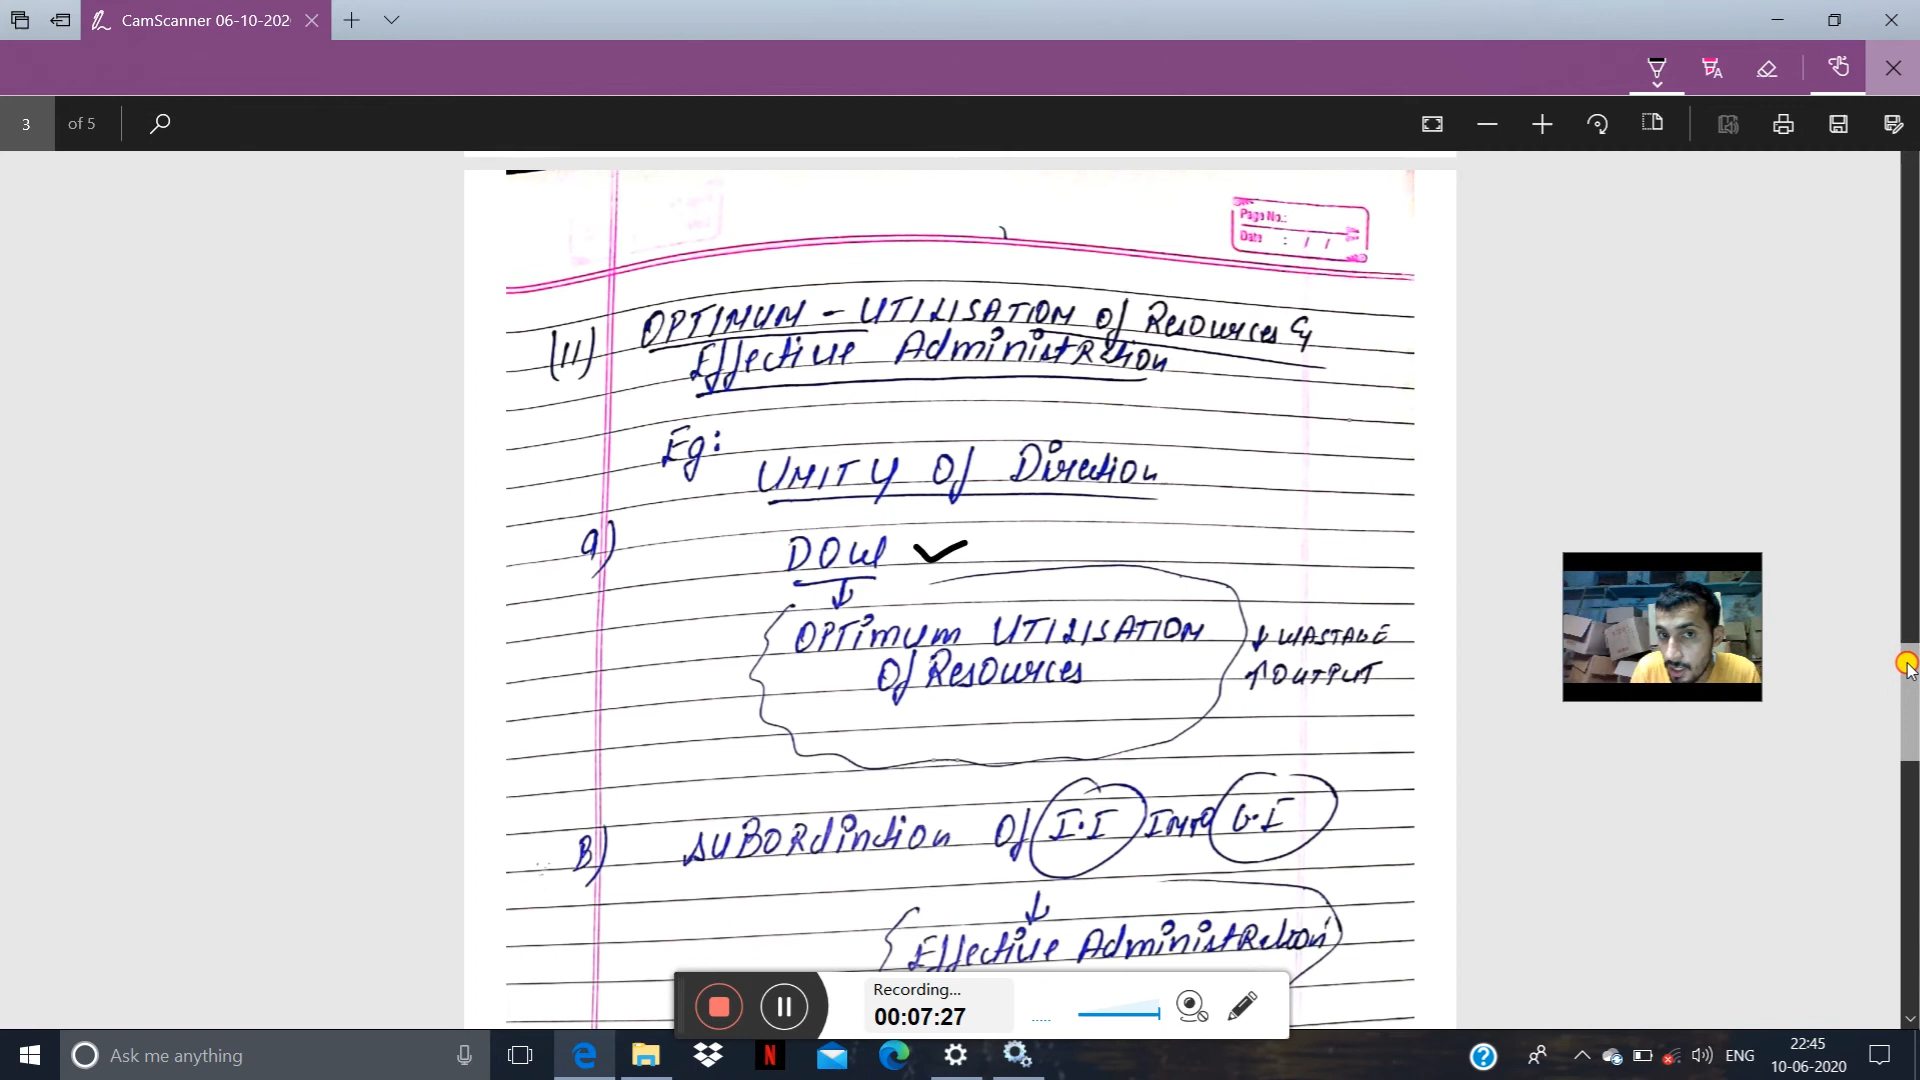 CamScanner 06-10-202
3 of 5
Page No.:
Date : / /
(11) OPTIMUM - UTILISATION Of Resources &
Effective Administration
Eg:
UNITY Of Direction
a) DOW
OPTIMUM UTILISATION ↓ WASTAGE
Of Resources ↑ OUTPUT
B) SUBORdinction Of I.I INTO G.I
Effective Administration
Recording...
00:07:27
Ask me anything
ENG
22:45
10-06-2020